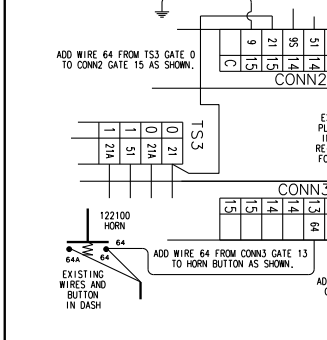 9 21 95 51
C 15 15 14 14
CONN2
ADD WIRE 64 FROM TS3 GATE 0
TO CONN2 GATE 15 AS SHOWN.
TS3
1 1 0 0
21A 51 21A 21
CONN3
15 15 14 14 13
64
122100
HORN
64
64
64A
EXISTING
WIRES AND
BUTTON
IN DASH
ADD WIRE 64 FROM CONN3 GATE 13
TO HORN BUTTON AS SHOWN.